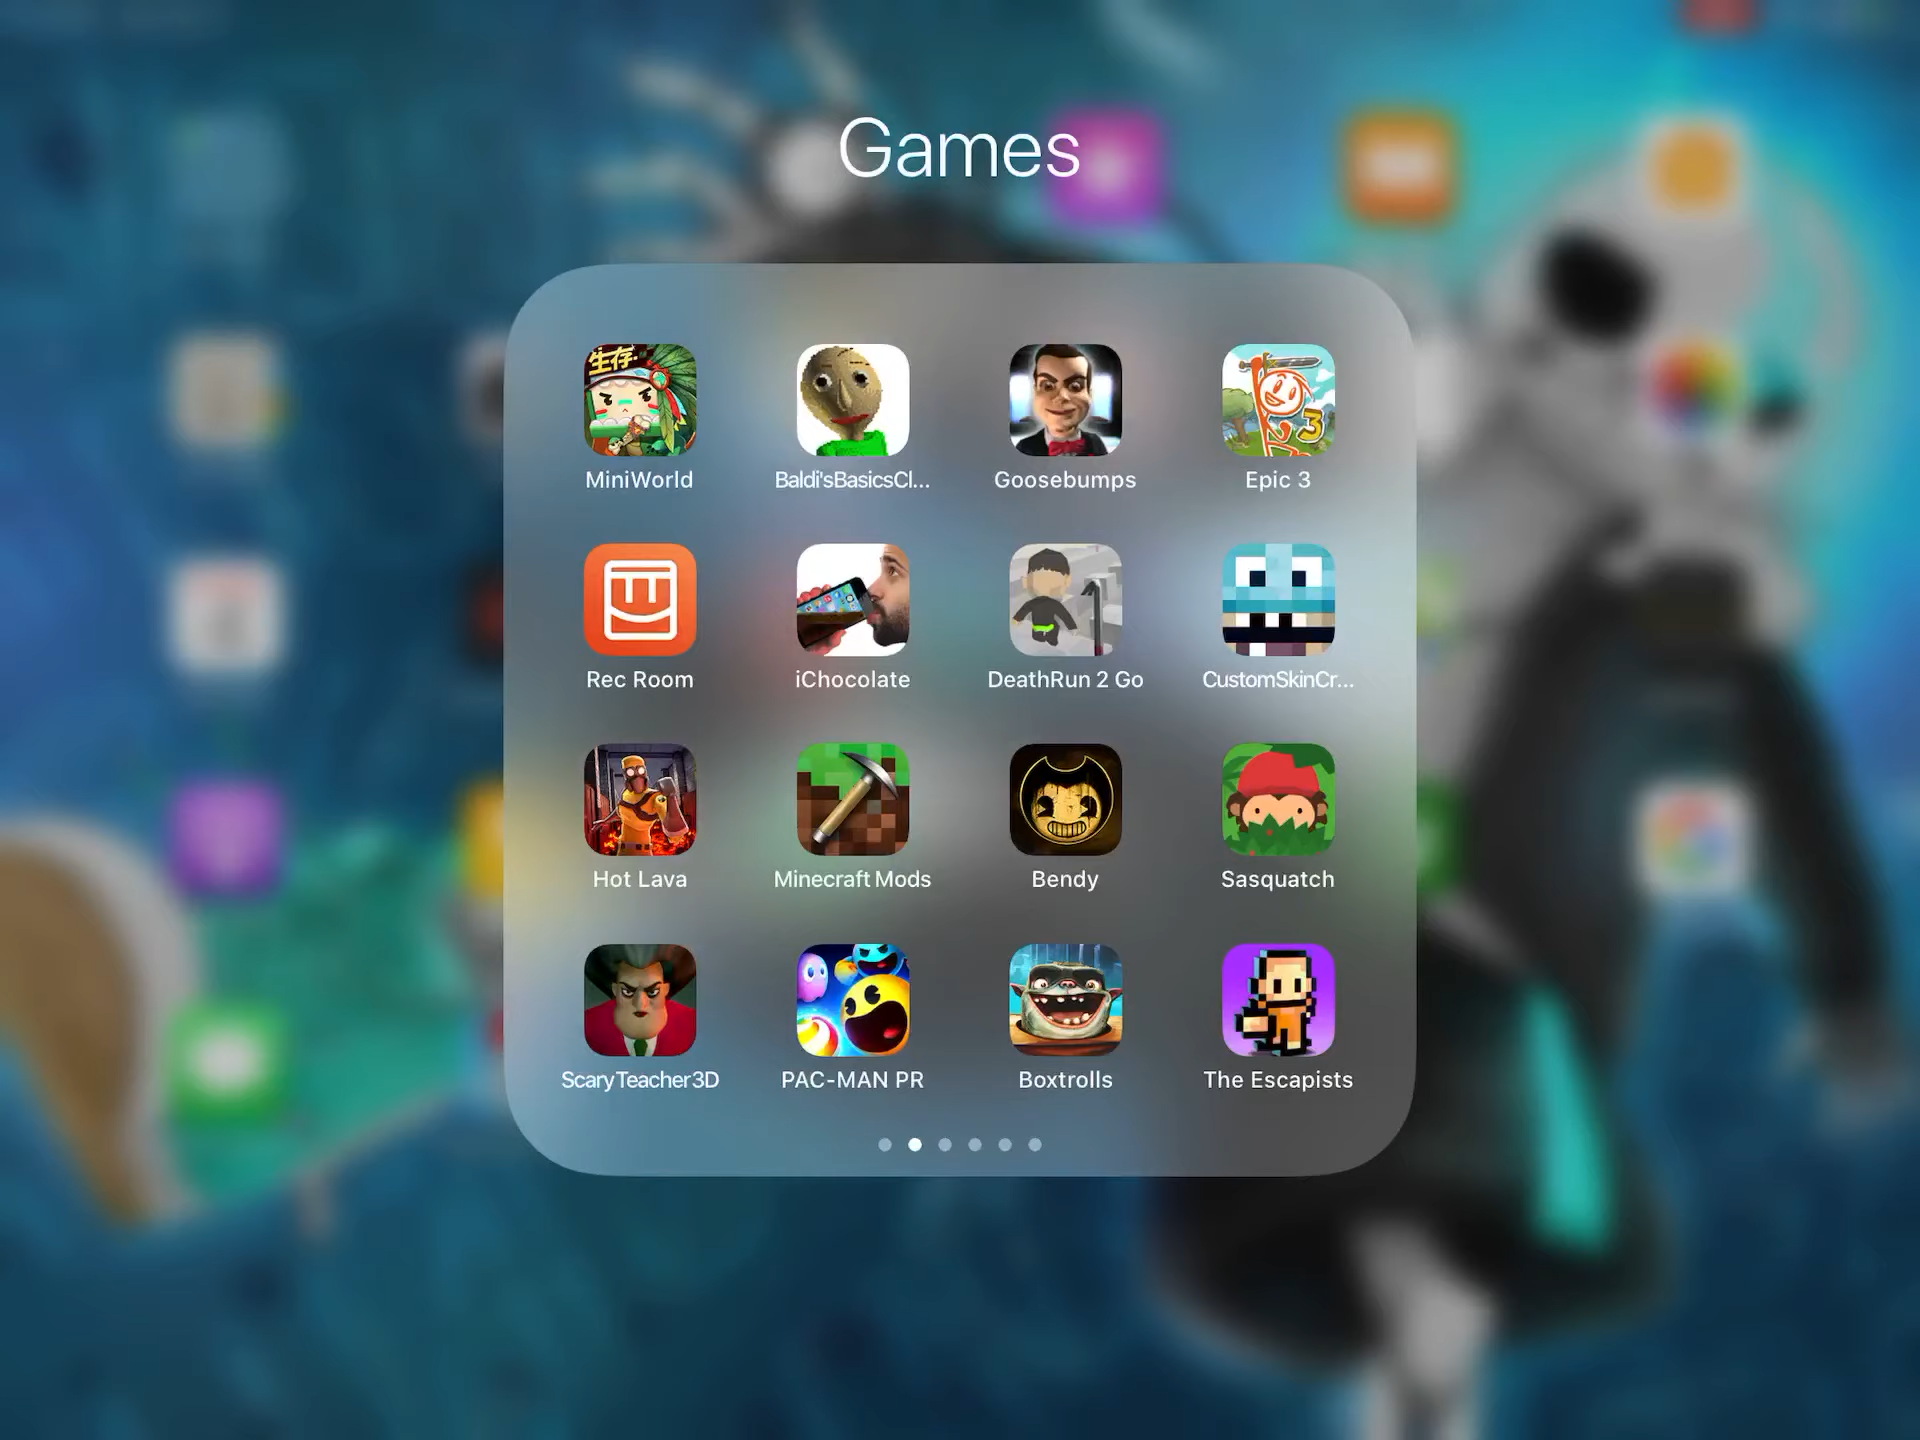 Games
生存
MiniWorld
Baldi'sBasicsCl...
Goosebumps
3
Epic 3
Rec Room
iChocolate
DeathRun 2 Go
CustomSkinCr...
Hot Lava
Minecraft Mods
Bendy
Sasquatch
ScaryTeacher3D
PAC-MAN PR
Boxtrolls
The Escapists